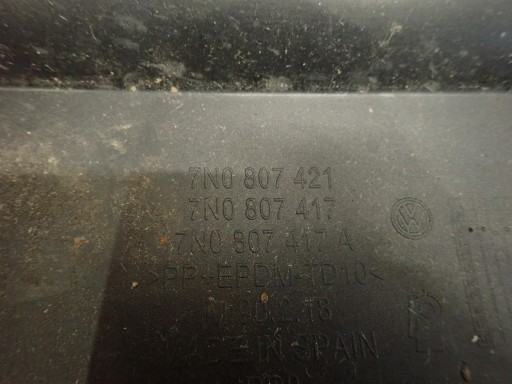 7N0 807 421
7N0 807 417
7N0 807 417 A
>PP+EPDM-TD10<
MADE IN SPAIN